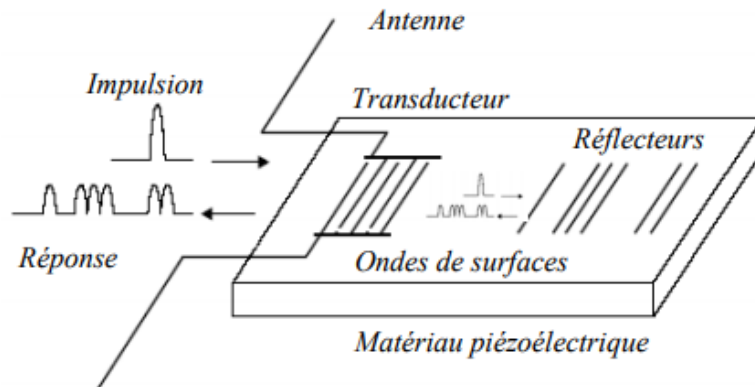 Antenne
Impulsion
Transducteur
Réflecteurs
Réponse
Ondes de surfaces
Matériau piézoélectrique